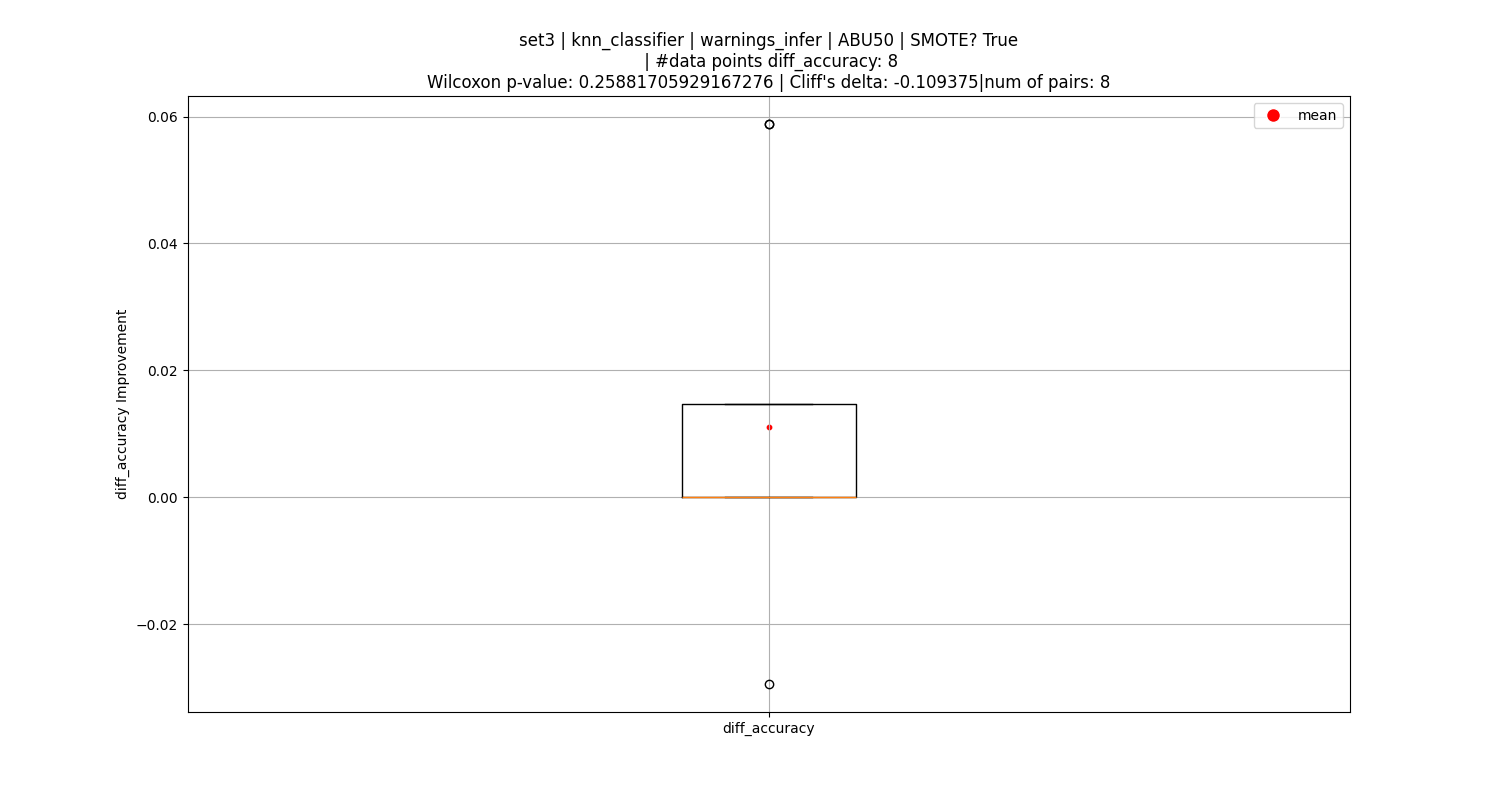 set3 | knn_classifier | warnings_infer | ABU50 | SMOTE? True
| #data points diff_accuracy: 8
Wilcoxon p-value: 0.25881705929167276 | Cliff's delta: -0.109375|num of pairs: 8
mean
0.06
0.04
0.02
0.00
−0.02
diff_accuracy Improvement
diff_accuracy